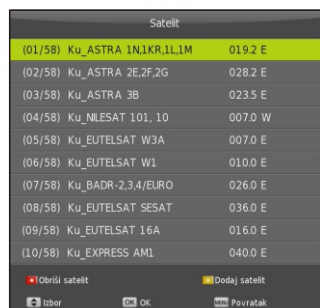 Satelit
(01/58) Ku_ASTRA 1N,1KR,1L,1M 019.2 E
(02/58) Ku_ASTRA 2E,2F,2G 028.2 E
(03/58) Ku_ASTRA 3B 023.5 E
(04/58) Ku_NILESAT 101, 10 007.0 W
(05/58) Ku_EUTELSAT W3A 007.0 E
(06/58) Ku_EUTELSAT W1 010.0 E
(07/58) Ku_BADR-2,3,4/EURO 026.0 E
(08/58) Ku_EUTELSAT SESAT 036.0 E
(09/58) Ku_EUTELSAT 16A 016.0 E
(10/58) Ku_EXPRESS AM1 040.0 E
Obriši satelit Dodaj satelit
Izbor OK OK MENU Povratak